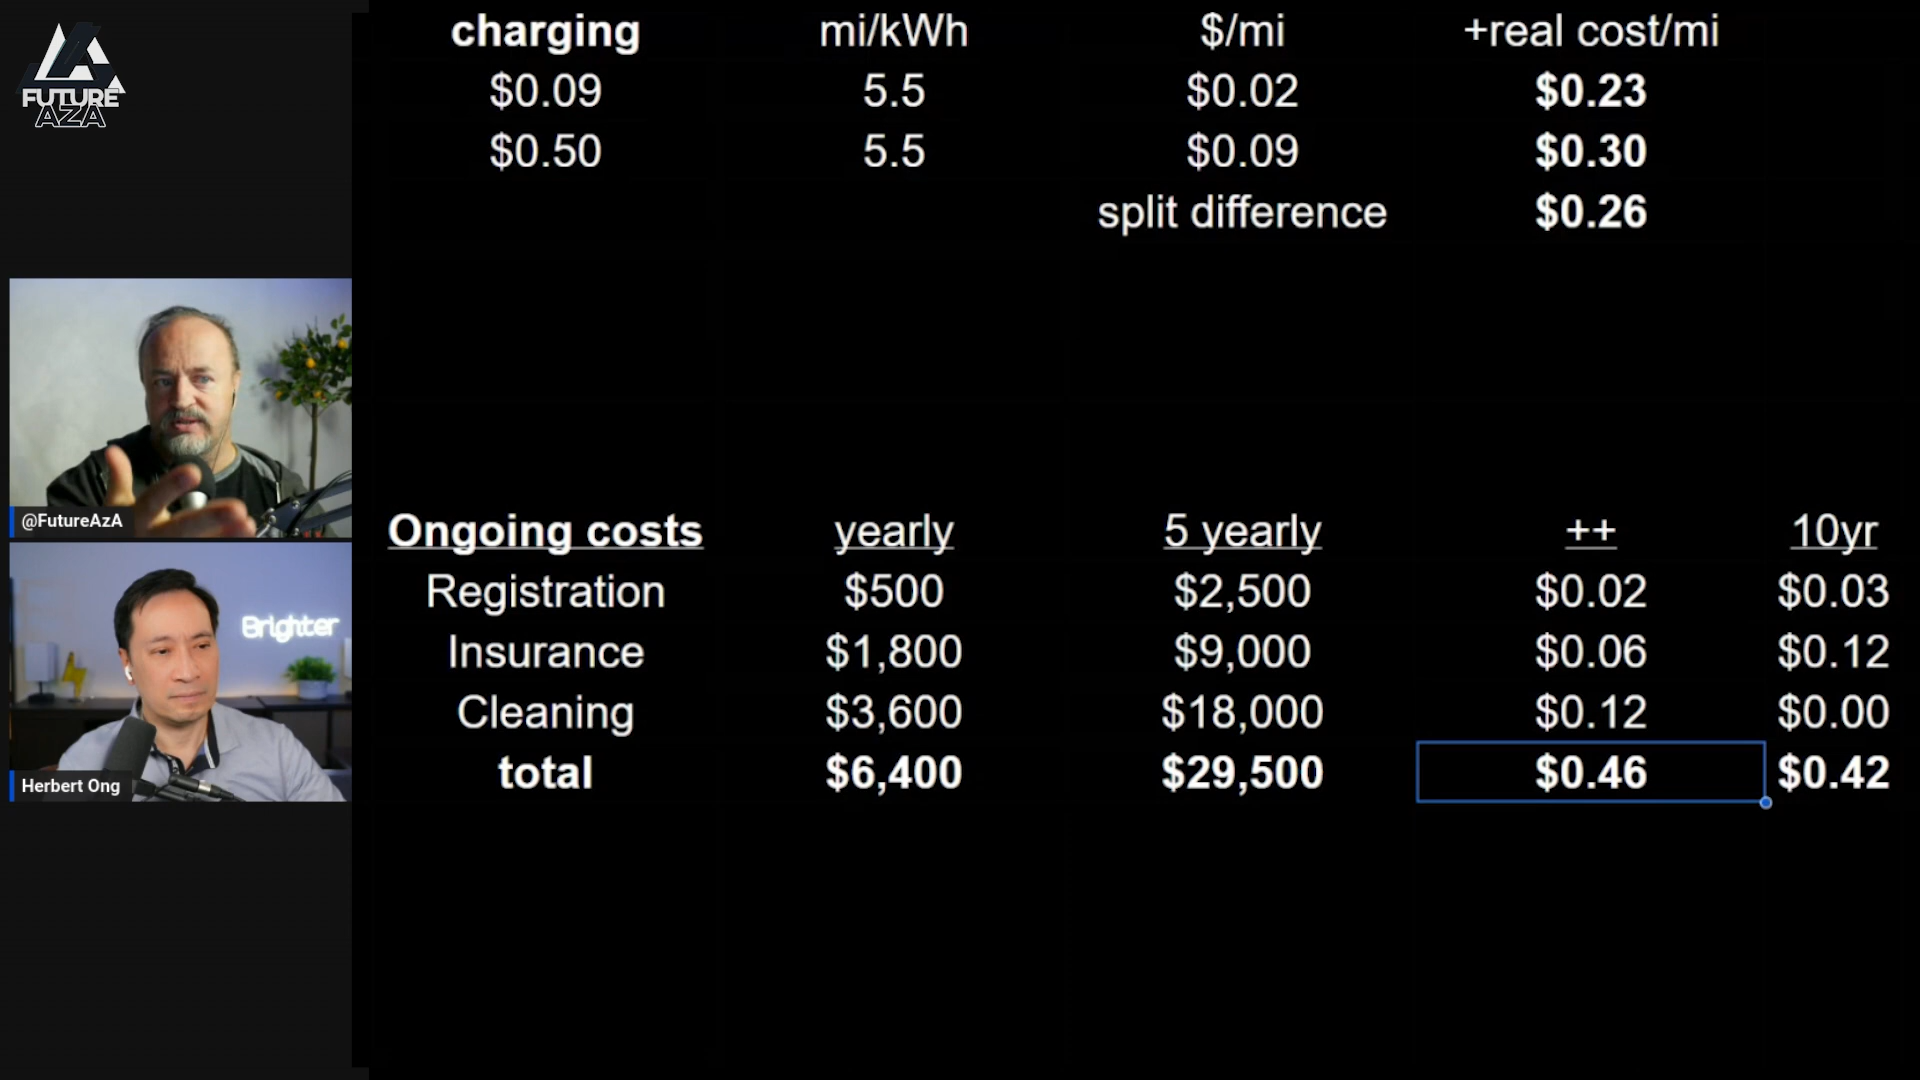 FUTURE
AZA
charging mi/kWh $/mi +real cost/mi
$0.09 5.5 $0.02 $0.23
$0.50 5.5 $0.09 $0.30
split difference $0.26
@FutureAzA
Brighter
Herbert Ong
Ongoing costs yearly 5 yearly ++ 10yr
Registration $500 $2,500 $0.02 $0.03
Insurance $1,800 $9,000 $0.06 $0.12
Cleaning $3,600 $18,000 $0.12 $0.00
total $6,400 $29,500 $0.46 $0.42